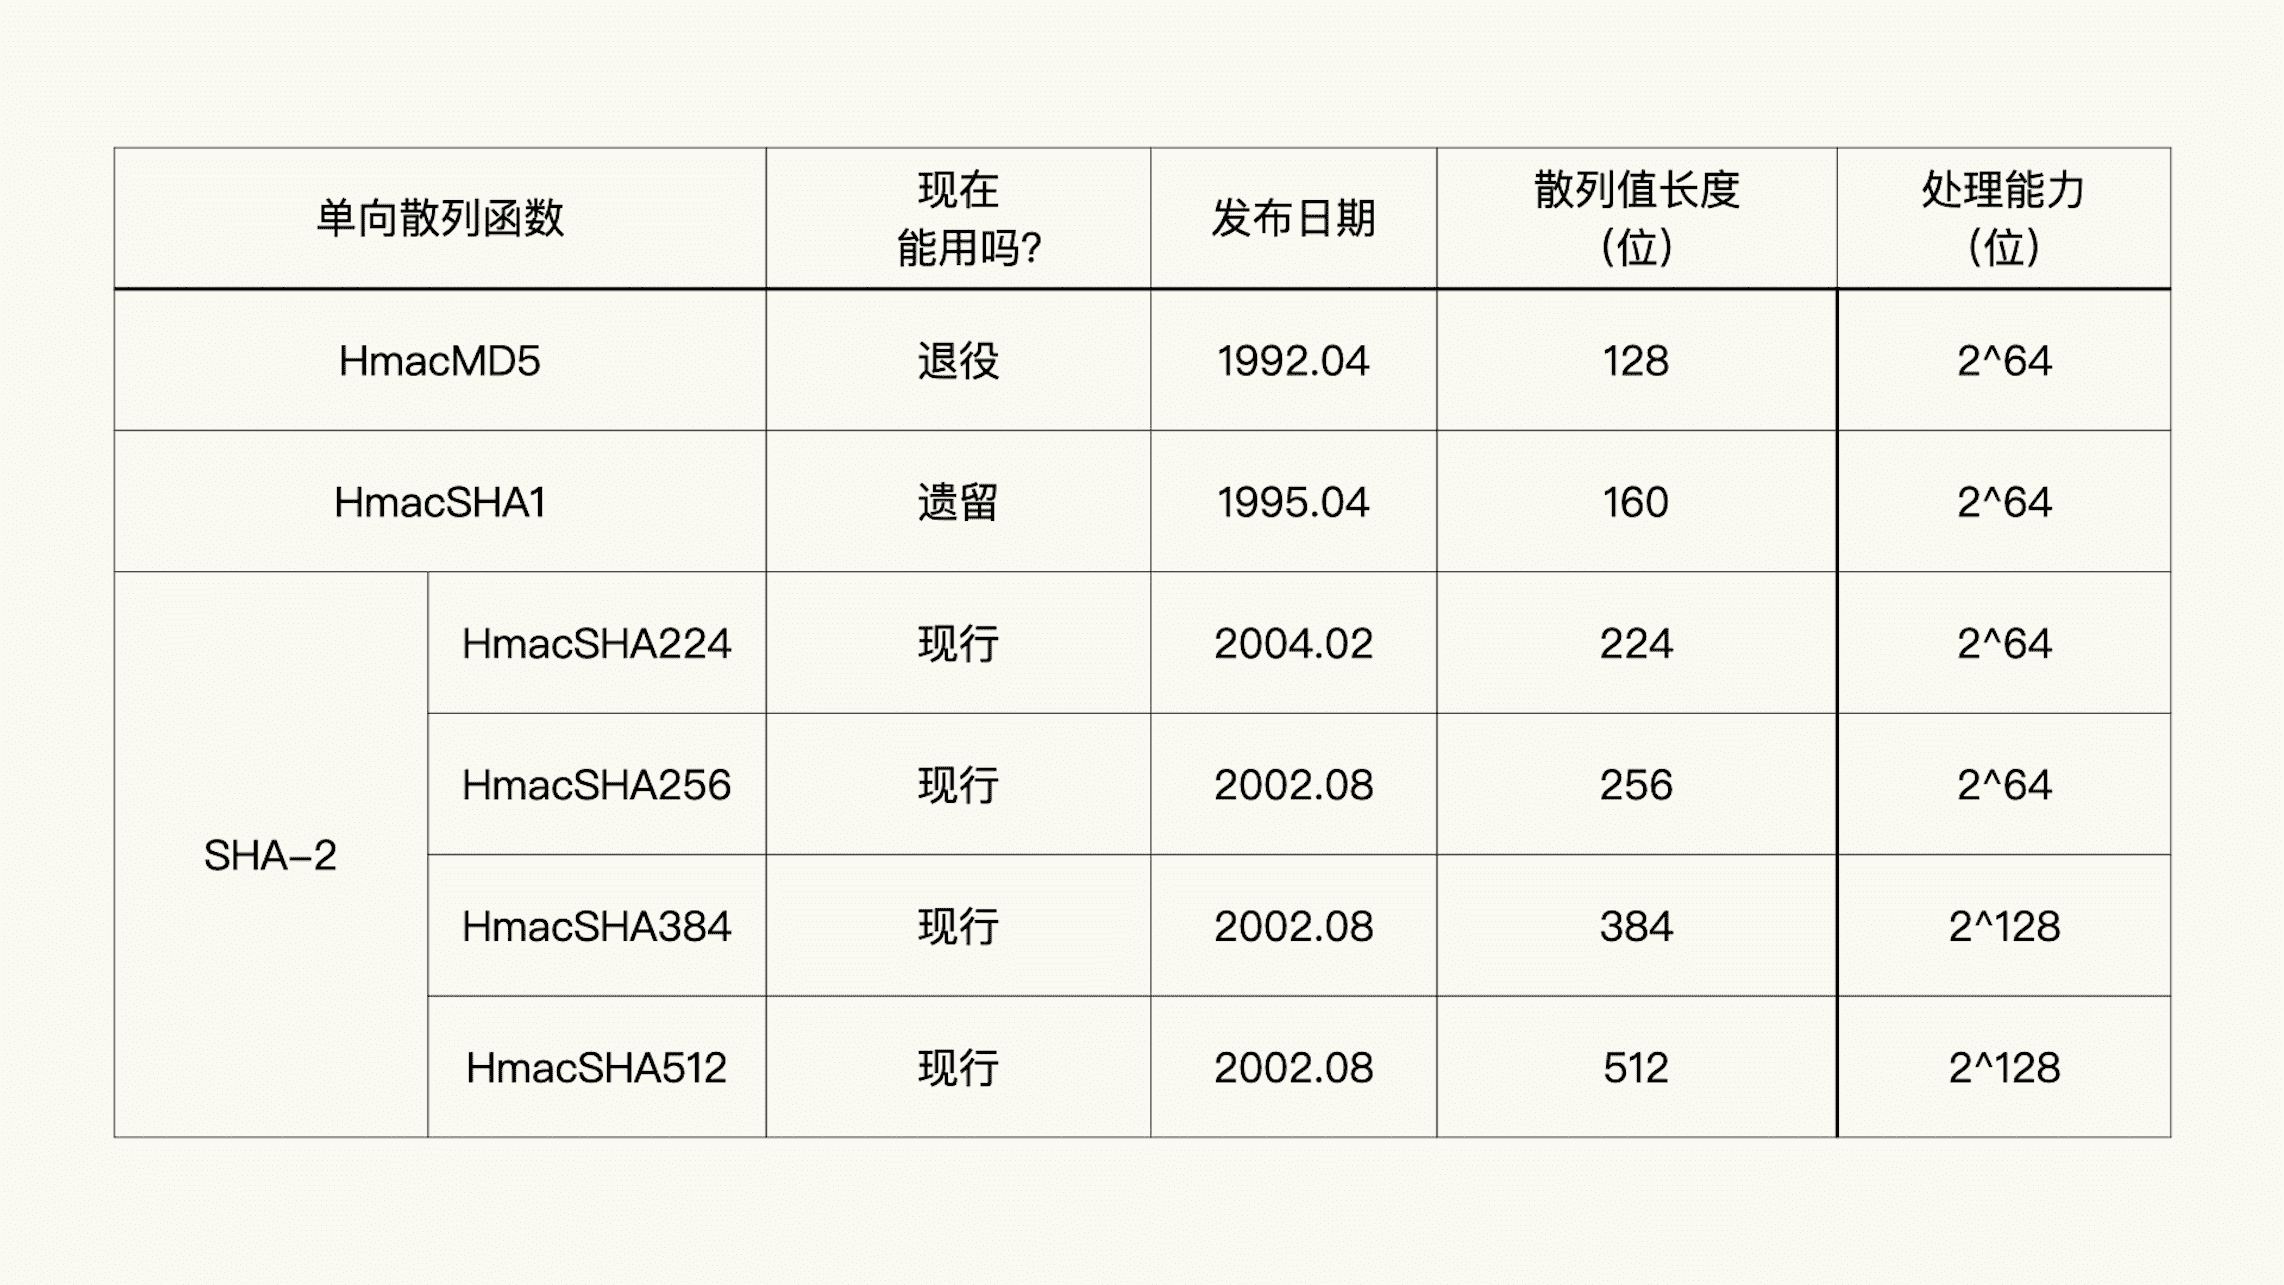 单向散列函数
现在
能用吗?
发布日期
散列值长度
(位)
处理能力
(位)
HmacMD5
退役
1992.04
128
2^64
HmacSHA1
遗留
1995.04
160
2^64
SHA-2
HmacSHA224
现行
2004.02
224
2^64
HmacSHA256
现行
2002.08
256
2^64
HmacSHA384
现行
2002.08
384
2^128
HmacSHA512
现行
2002.08
512
2^128